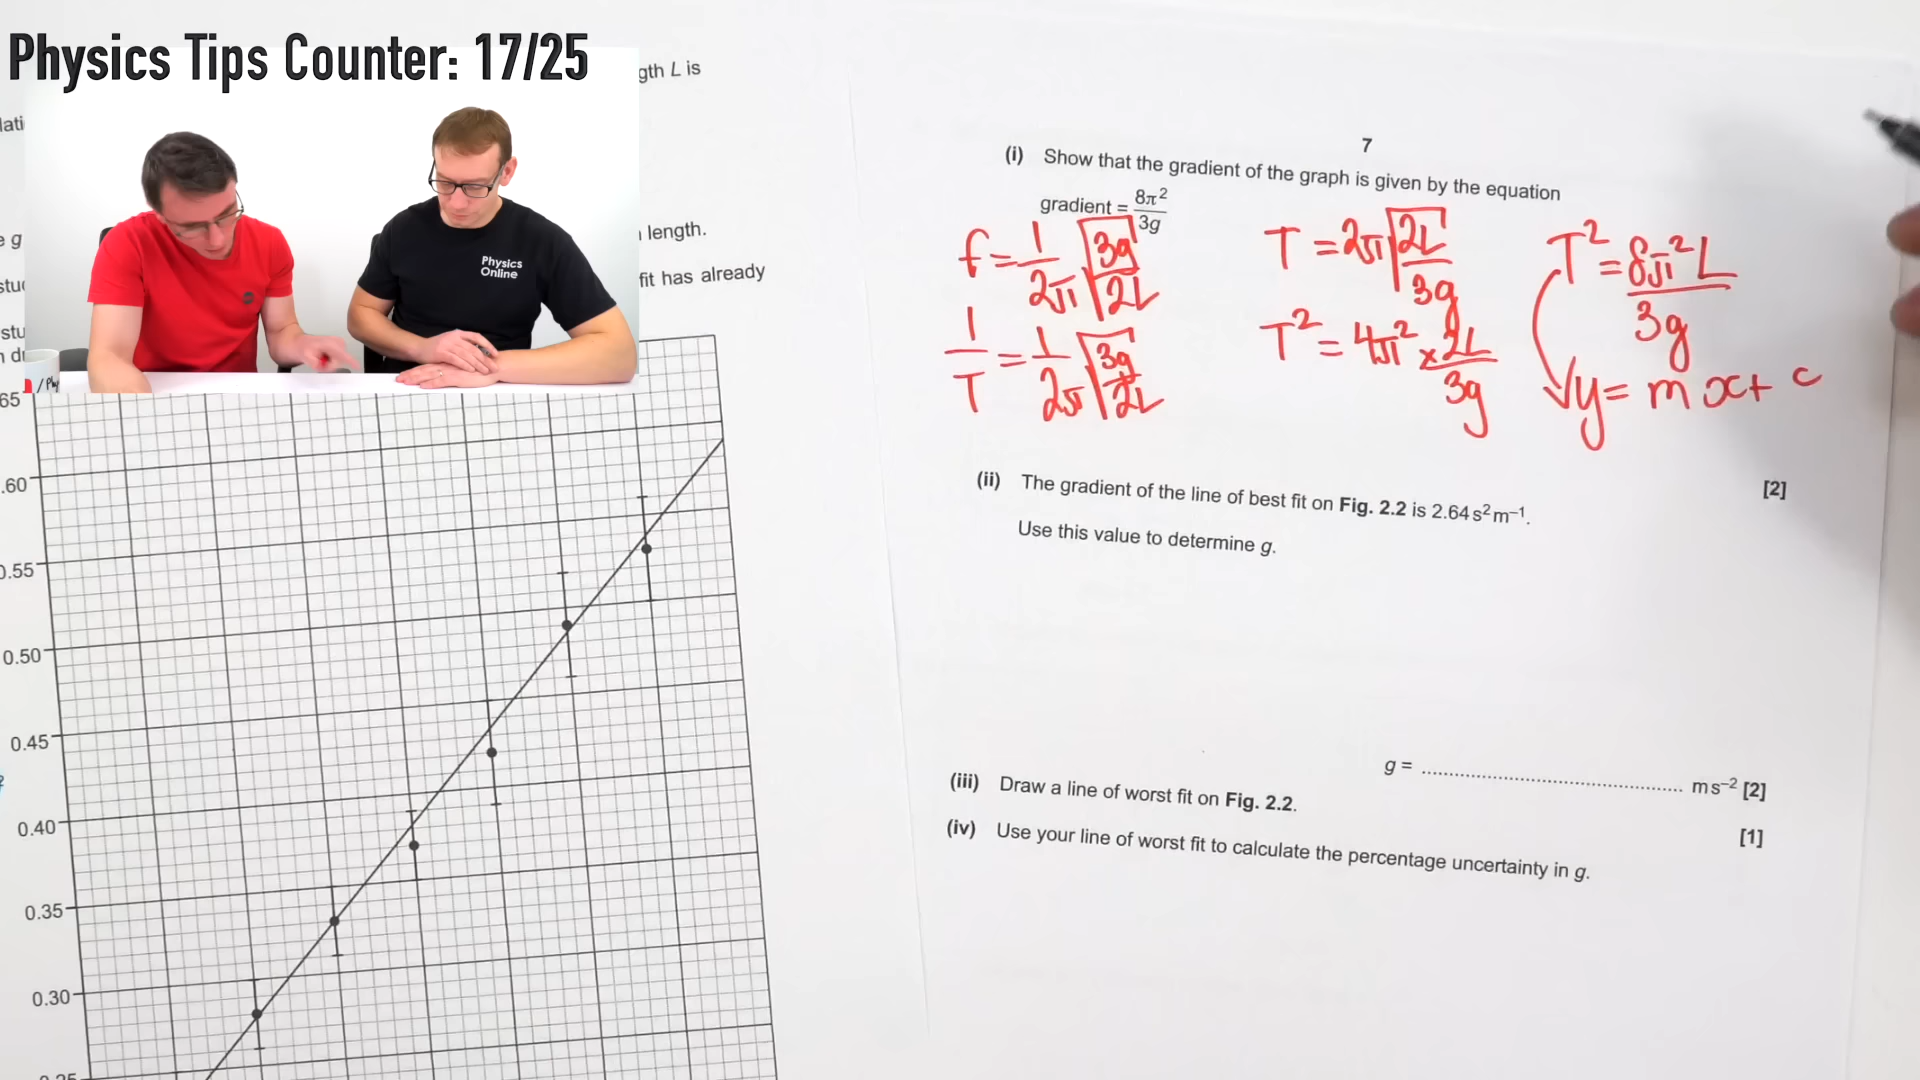 Physics Tips Counter: 17/25
gth L is
lati
Physics
Online
e g
length.
stu
fit has already
stu
n d
/ Phy
65
.60
0.55
0.50
0.45
0.40
0.35
0.30
0.25
7
(i) Show that the gradient of the graph is given by the equation
gradient = 8π²/3g
f = 1/2π √(3g/2L)
1/T = 1/2π √(3g/2L)
T = 2π √(2L/3g)
T² = 4π² × 2L/3g
T² = 8π²L/3g
y = mx + c
[2]
(ii) The gradient of the line of best fit on Fig. 2.2 is 2.64 s² m⁻¹.
Use this value to determine g.
g = ............................................ m s⁻² [2]
(iii) Draw a line of worst fit on Fig. 2.2.
[1]
(iv) Use your line of worst fit to calculate the percentage uncertainty in g.